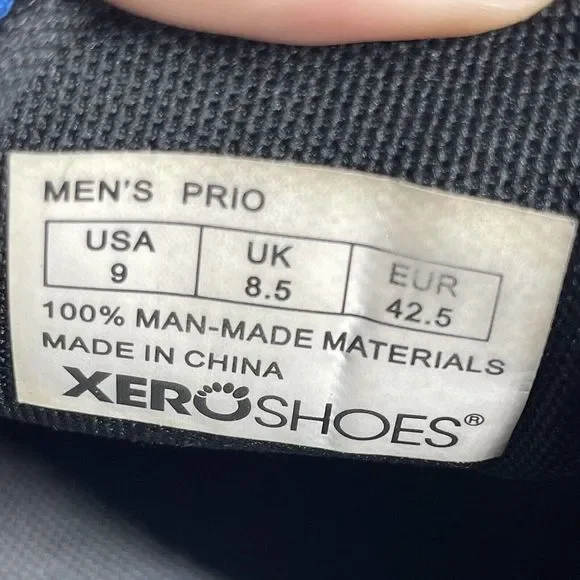 MEN'S PRIO
USA UK EUR
9 8.5 42.5
100% MAN-MADE MATERIALS
MADE IN CHINA
XEROSHOES®